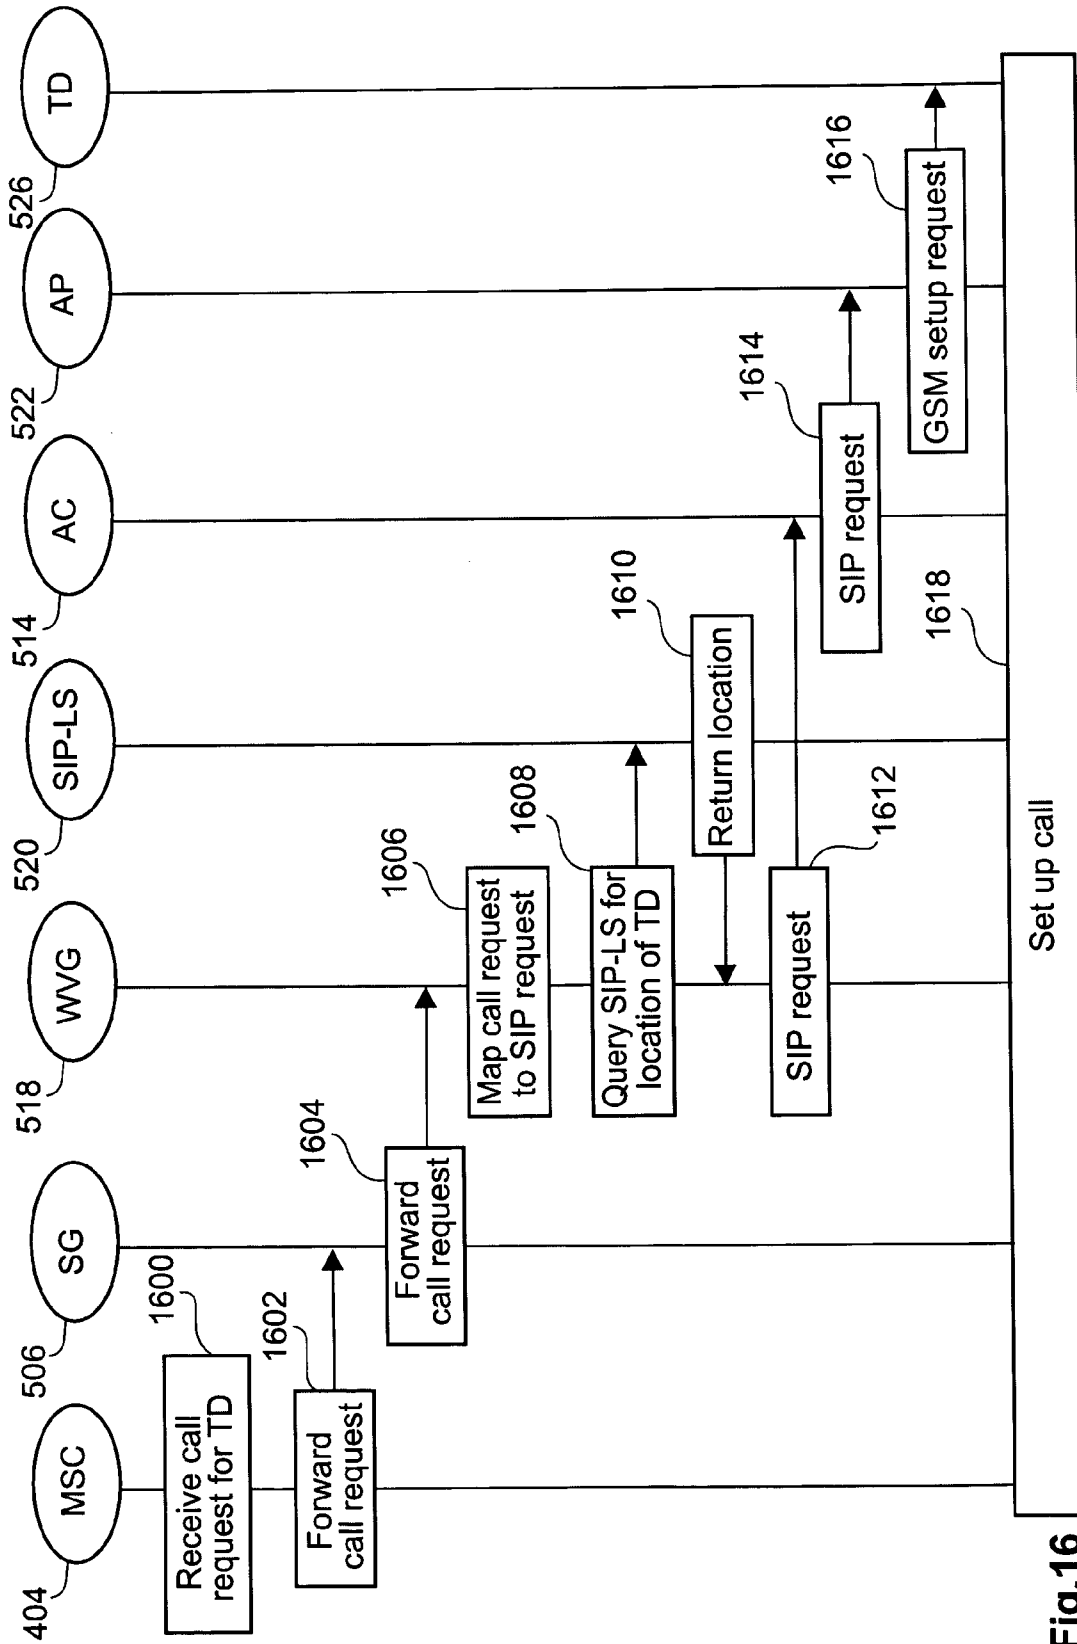 404
MSC
506
SG
518
WVG
520
SIP-LS
514
AC
522
AP
526
TD
1600
Receive call
request for TD
1602
Forward
call request
1604
Forward
call request
1606
Map call request
to SIP request
1608
Query SIP-LS for
location of TD
1610
Return location
1612
SIP request
1614
SIP request
1616
GSM setup request
1618
Set up call
Fig.16